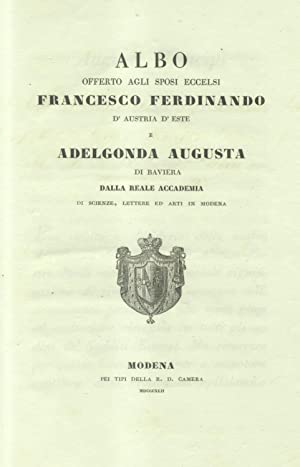 ALBO
OFFERTO AGLI SPOSI ECCELSI
FRANCESCO FERDINANDO
D' AUSTRIA D' ESTE
E
ADELGONDA AUGUSTA
DI BAVIERA
DALLA REALE ACCADEMIA
DI SCIENZE, LETTERE ED ARTI IN MODENA
MODENA
PEI TIPI DELLA R. D. CAMERA
MDCCCXLII